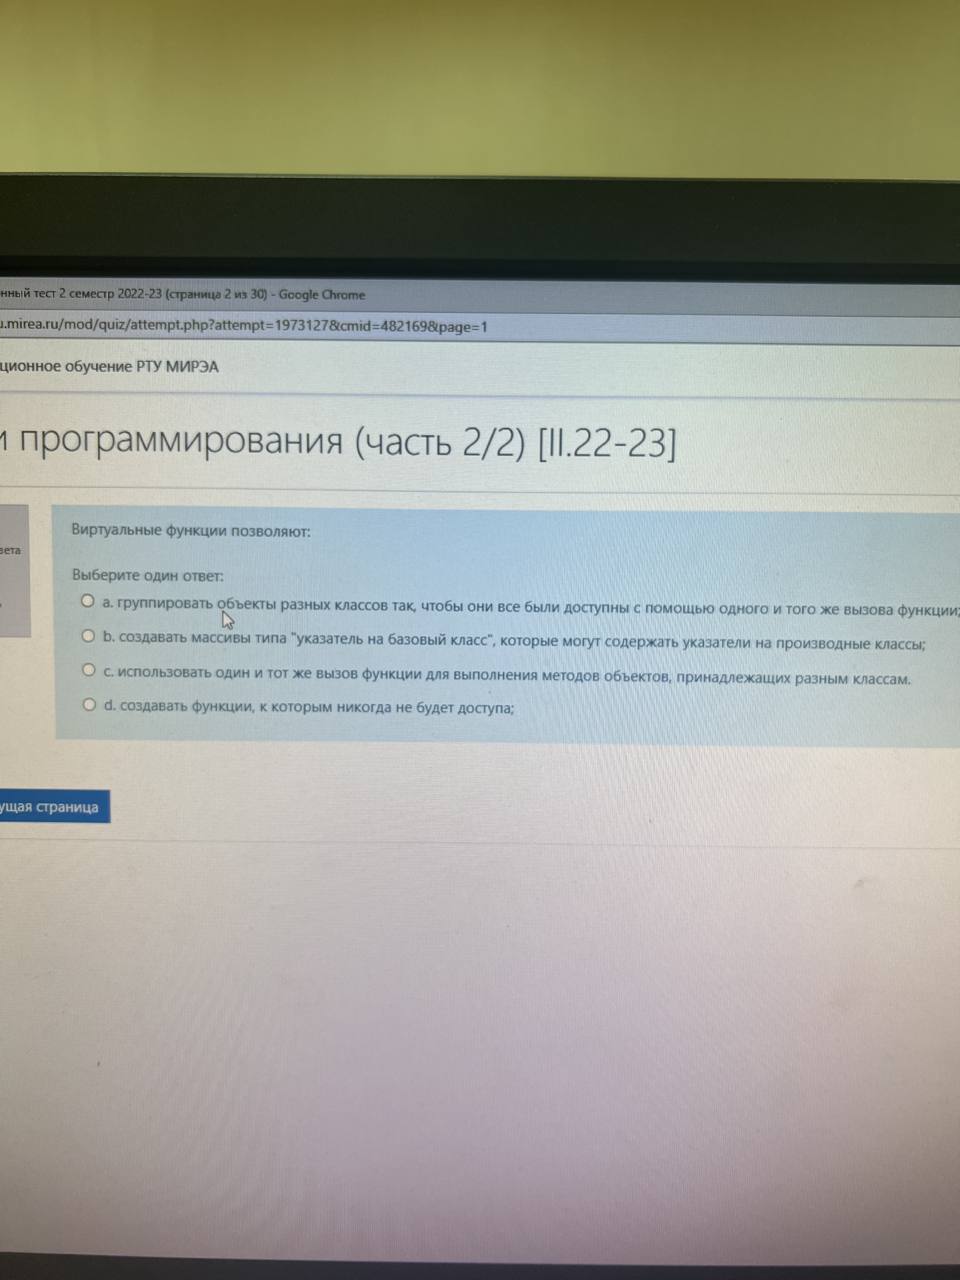 нный тест 2 семестр 2022-23 (страница 2 из 30) - Google Chrome
u.mirea.ru/mod/quiz/attempt.php?attempt=1973127&cmid=482169&page=1
ционное обучение РТУ МИРЭА
и программирования (часть 2/2) [II.22-23]
вета
Виртуальные функции позволяют:
Выберите один ответ:
a. группировать объекты разных классов так, чтобы они все были доступны с помощью одного и того же вызова функции;
b. создавать массивы типа "указатель на базовый класс", которые могут содержать указатели на производные классы;
c. использовать один и тот же вызов функции для выполнения методов объектов, принадлежащих разным классам.
d. создавать функции, к которым никогда не будет доступа;
ущая страница